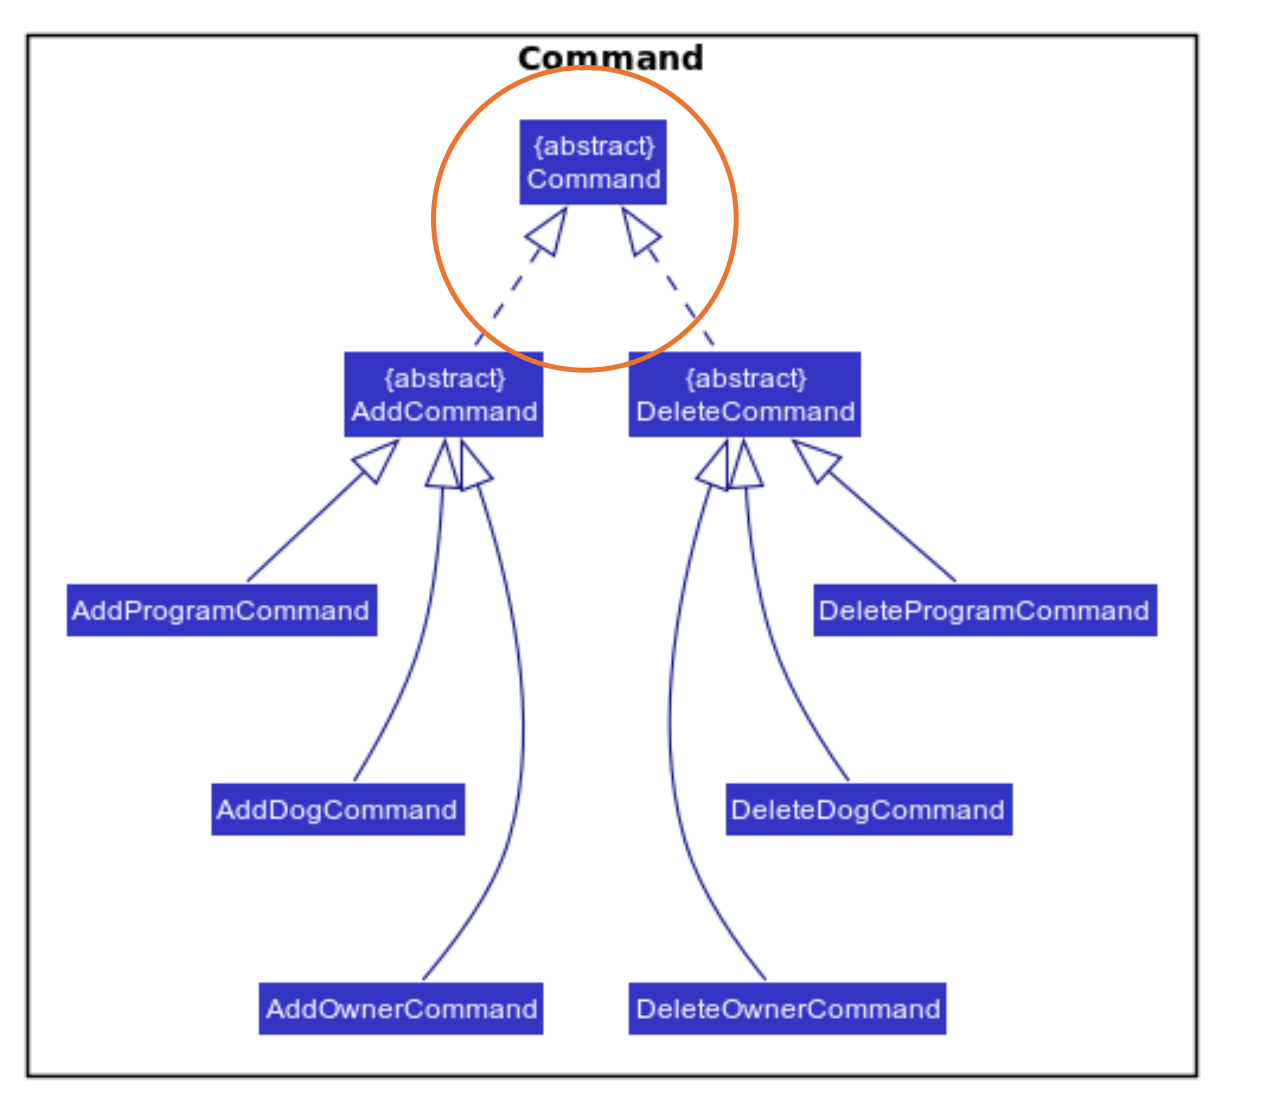 Command
{abstract}
Command
{abstract}
AddCommand
{abstract}
DeleteCommand
AddProgramCommand
DeleteProgramCommand
AddDogCommand
DeleteDogCommand
AddOwnerCommand
DeleteOwnerCommand